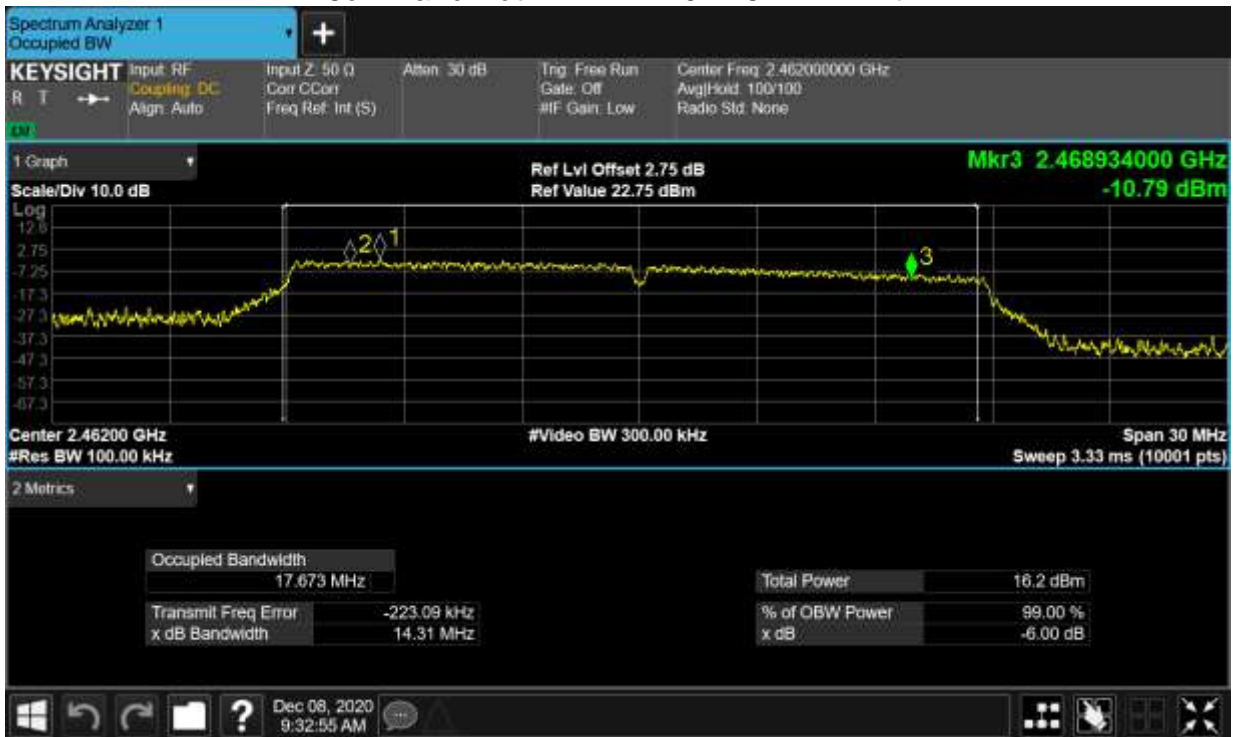 Spectrum Analyzer 1
Occupied BW
+
KEYSIGHT
R T
Input: RF
Coupling: DC
Align: Auto
Input Z: 50 Ω
Corr CCorr
Freq Ref: Int (S)
Atten: 30 dB
Trig: Free Run
Gate: Off
#IF Gain: Low
Center Freq: 2.462000000 GHz
Avg|Hold: 100/100
Radio Std: None
1 Graph
Scale/Div 10.0 dB
Ref Lvl Offset 2.75 dB
Ref Value 22.75 dBm
Mkr3 2.468934000 GHz
-10.79 dBm
Log
12.8
2.75
-7.25
-17.3
-27.3
-37.3
-47.3
-57.3
-67.3
2 1
3
Center 2.46200 GHz
#Res BW 100.00 kHz
#Video BW 300.00 kHz
Span 30 MHz
Sweep 3.33 ms (10001 pts)
2 Metrics
Occupied Bandwidth
17.673 MHz
Transmit Freq Error -223.09 kHz
x dB Bandwidth 14.31 MHz
Total Power 16.2 dBm
% of OBW Power 99.00 %
x dB -6.00 dB
?
Dec 08, 2020
9:32:55 AM